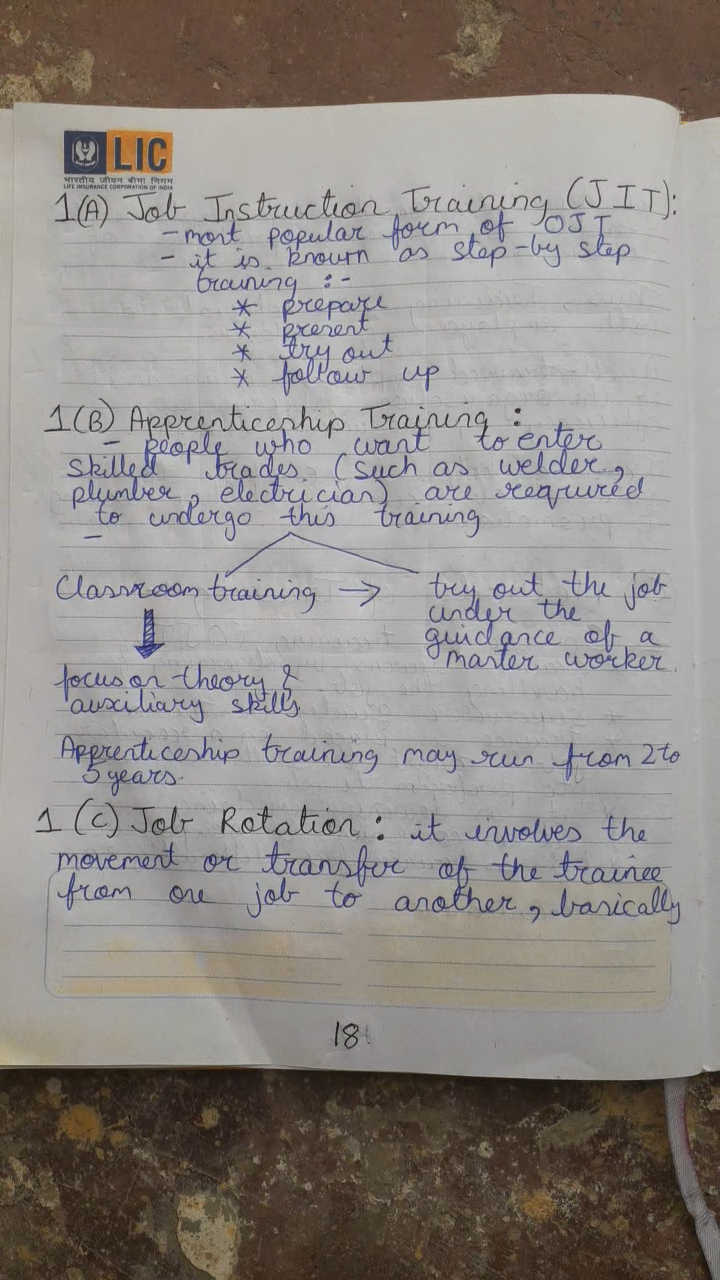 LIC
भारतीय जीवन बीमा निगम
LIFE INSURANCE CORPORATION OF INDIA
1(A) Job Instruction Training (JIT):
- most popular form of OJT
- it is known as step-by step
training :-
* prepare
* present
* try out
* follow up
1(B) Apprenticeship Training :
- people who want to enter
skilled trades (such as welder,
plumber, electrician) are required
to undergo this training
-
Classroom training → try out the job
under the
guidance of a
master worker.
focus on theory &
auxiliary skills
Apprenticeship training may run from 2 to
5 years.
1 (C) Job Rotation : it involves the
movement or transfer of the trainee
from one job to another, basically
18